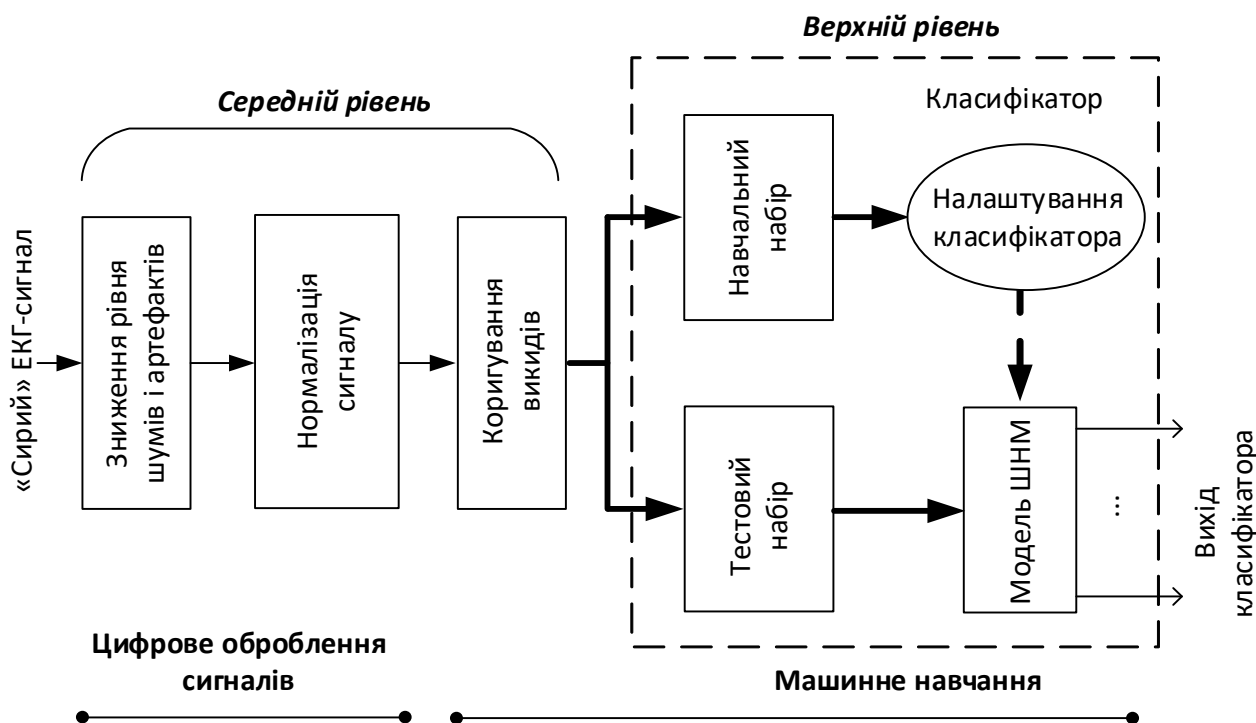 Верхній рівень
Середній рівень
Класифікатор
«Сирий» ЕКГ-сигнал
Зниження рівня
шумів і артефактів
Нормалізація
сигналу
Коригування
викидів
Навчальний
набір
Налаштування
класифікатора
Тестовий
набір
Модель ШНМ
...
Вихід
класифікатора
Цифрове оброблення
сигналів
Машинне навчання